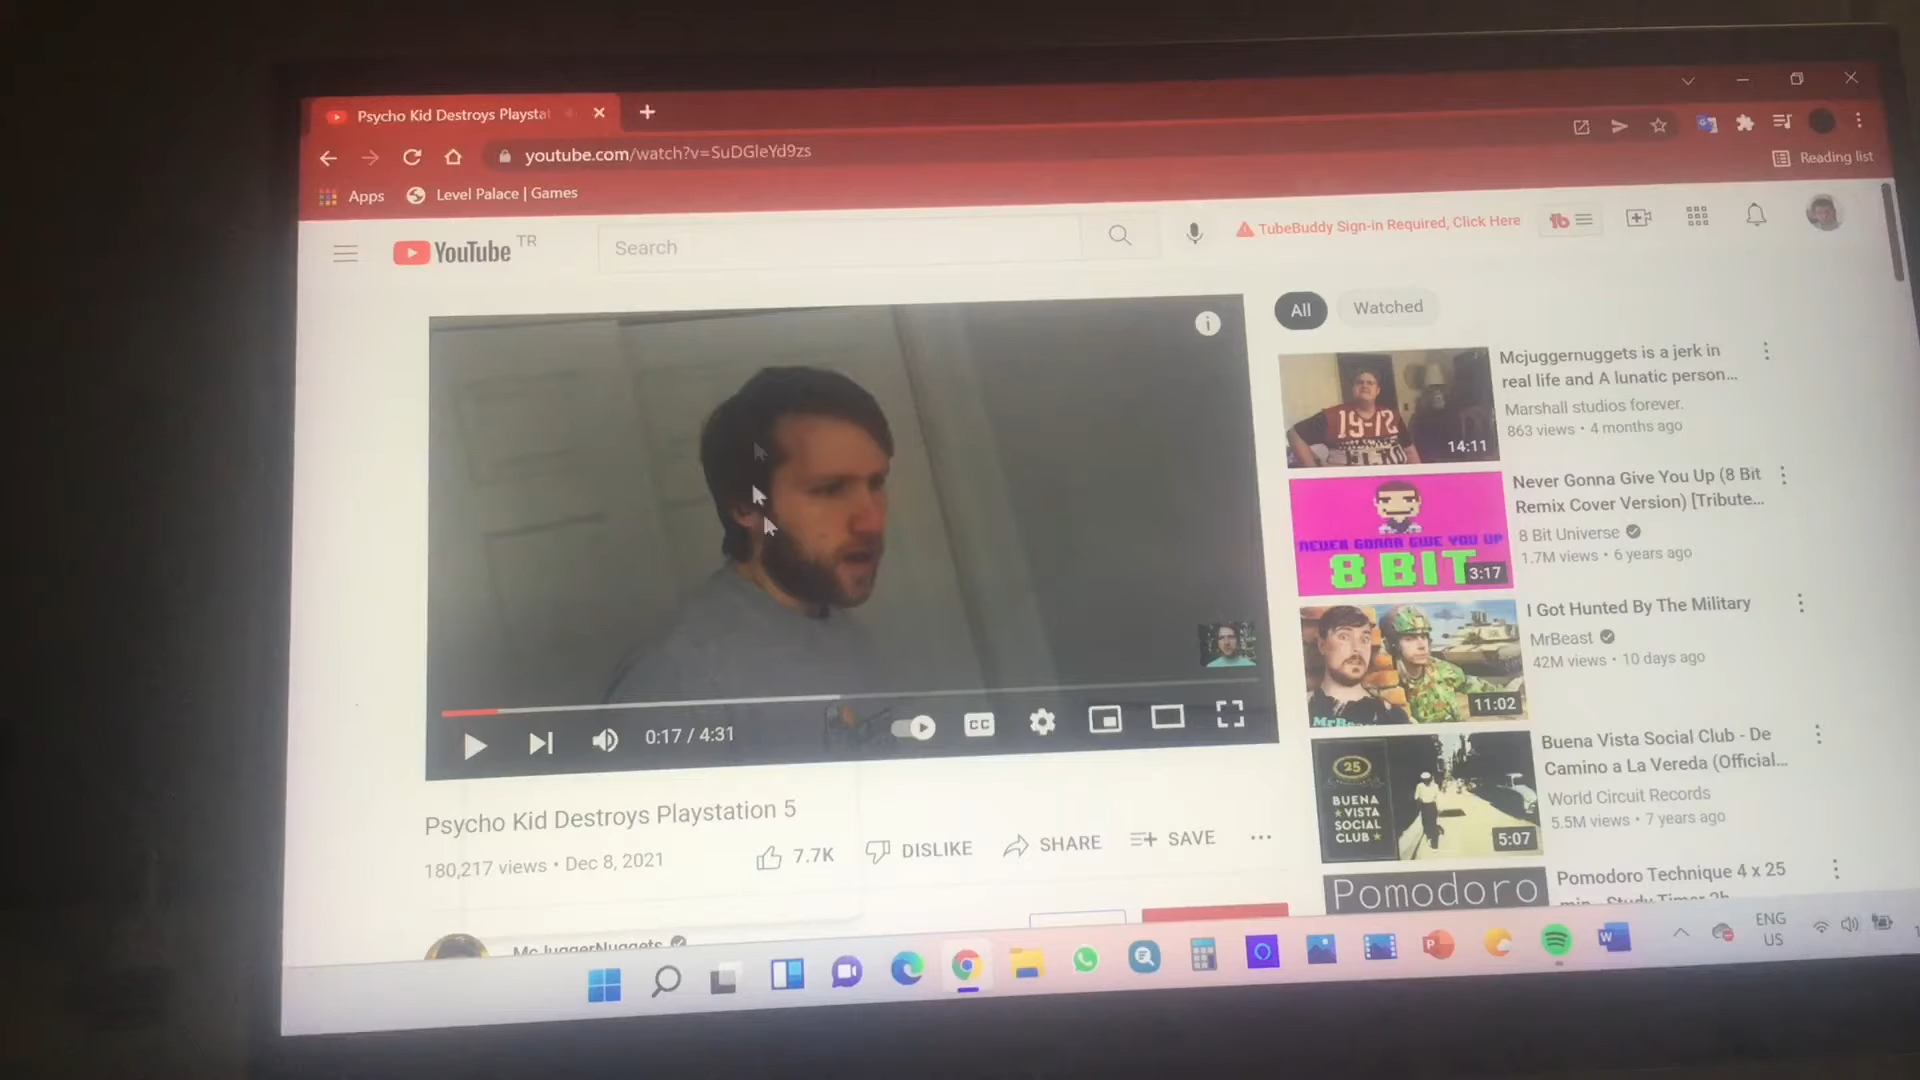 Psycho Kid Destroys Playstat
youtube.com/watch?v=SuDGleYd9zs
Reading list
Apps
Level Palace | Games
YouTube TR
Search
TubeBuddy Sign-in Required, Click Here
All
Watched
Mcjuggernuggets is a jerk in
real life and A lunatic person...
Marshall studios forever.
863 views • 4 months ago
19-72
14:11
Never Gonna Give You Up (8 Bit
Remix Cover Version) [Tribute...
8 Bit Universe
1.7M views • 6 years ago
NEVER GONNA GIVE YOU UP
8 BIT
3:17
I Got Hunted By The Military
MrBeast
42M views • 10 days ago
11:02
Buena Vista Social Club - De
Camino a La Vereda (Official...
World Circuit Records
5.5M views • 7 years ago
25
BUENA
VISTA
SOCIAL
CLUB
5:07
Pomodoro Technique 4 x 25
min - Study Timer 2h
Pomodoro
0:17 / 4:31
CC
Psycho Kid Destroys Playstation 5
180,217 views • Dec 8, 2021
7.7K
DISLIKE
SHARE
SAVE
McJuggerNuggets
ENG
US